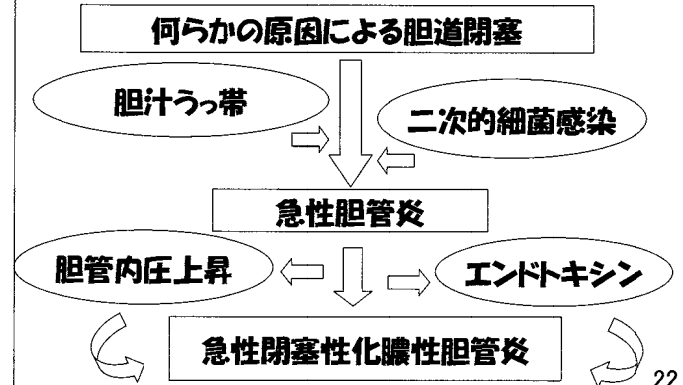 何らかの原因による胆道閉塞
胆汁うっ帯
二次的細菌感染
急性胆管炎
胆管内圧上昇
エンドトキシン
急性閉塞性化膿性胆管炎
22